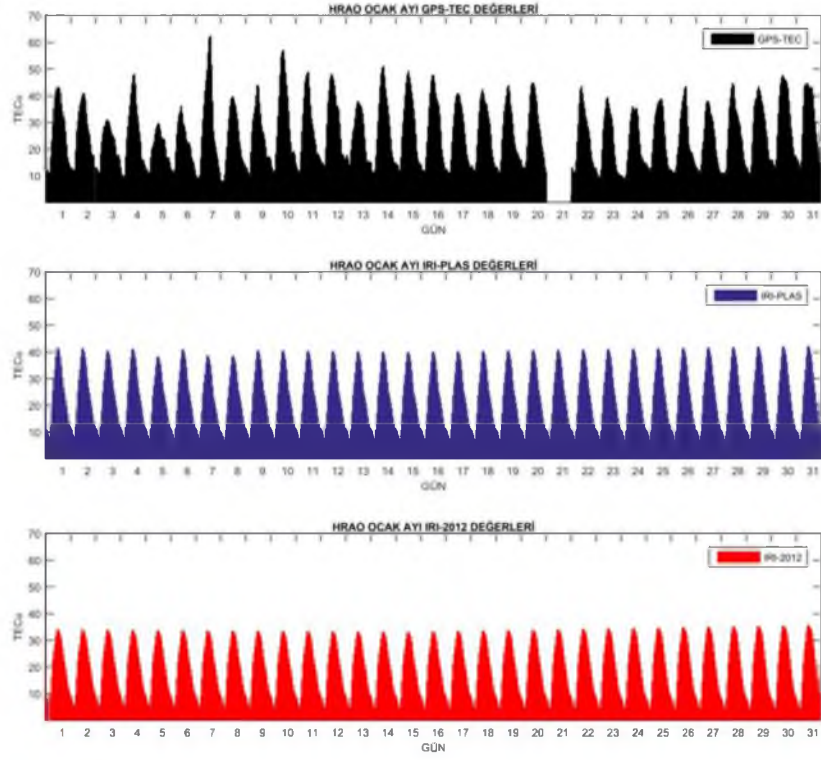 HRAO OCAK AYI GPS-TEC DEĞERLERİ
70
60
50
40
30
20
10
TECu
GPS-TEC
1 2 3 4 5 6 7 8 9 10 11 12 13 14 15 16 17 18 19 20 21 22 23 24 25 26 27 28 29 30 31
GÜN
HRAO OCAK AYI IRI-PLAS DEĞERLERİ
70
60
50
40
30
20
10
TECu
IRI-PLAS
1 2 3 4 5 6 7 8 9 10 11 12 13 14 15 16 17 18 19 20 21 22 23 24 25 26 27 28 29 30 31
GÜN
HRAO OCAK AYI IRI-2012 DEĞERLERİ
70
60
50
40
30
20
10
TECu
IRI-2012
1 2 3 4 5 6 7 8 9 10 11 12 13 14 15 16 17 18 19 20 21 22 23 24 25 26 27 28 29 30 31
GÜN